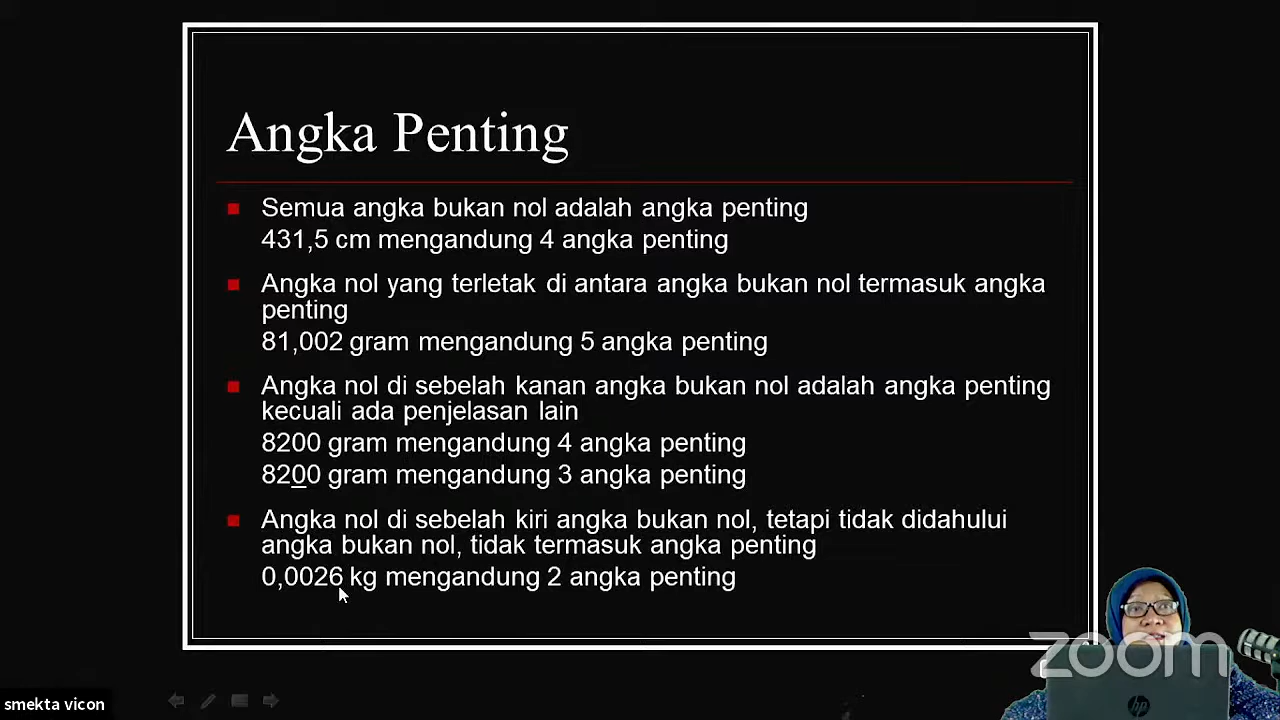 Angka Penting
Semua angka bukan nol adalah angka penting
431,5 cm mengandung 4 angka penting
Angka nol yang terletak di antara angka bukan nol termasuk angka
penting
81,002 gram mengandung 5 angka penting
Angka nol di sebelah kanan angka bukan nol adalah angka penting
kecuali ada penjelasan lain
8200 gram mengandung 4 angka penting
8200 gram mengandung 3 angka penting
Angka nol di sebelah kiri angka bukan nol, tetapi tidak didahului
angka bukan nol, tidak termasuk angka penting
0,0026 kg mengandung 2 angka penting
zoom
hp
smekta vicon